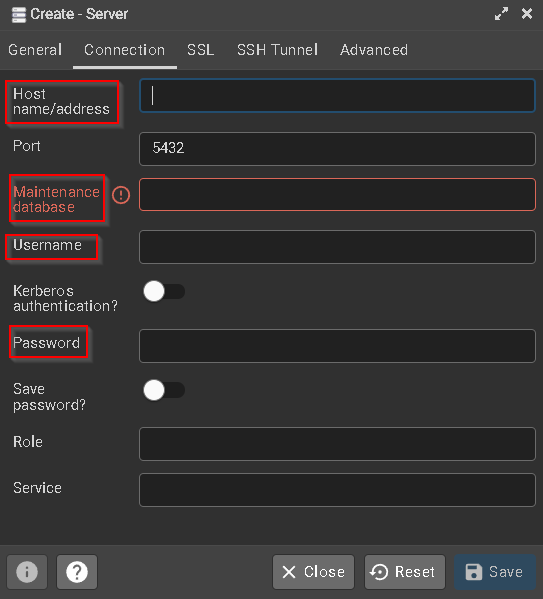 Create - Server
General Connection SSL SSH Tunnel Advanced
Host
name/address
Port 5432
Maintenance
database
Username
Kerberos
authentication?
Password
Save
password?
Role
Service
Close Reset Save